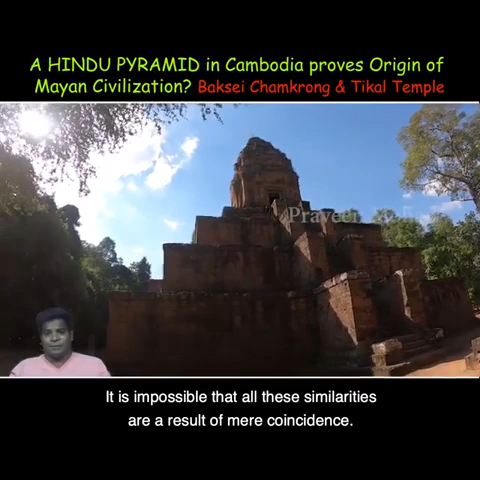 A HINDU PYRAMID in Cambodia proves Origin of
Mayan Civilization? Baksei Chamkrong & Tikal Temple
Praveen
It is impossible that all these similarities
are a result of mere coincidence.